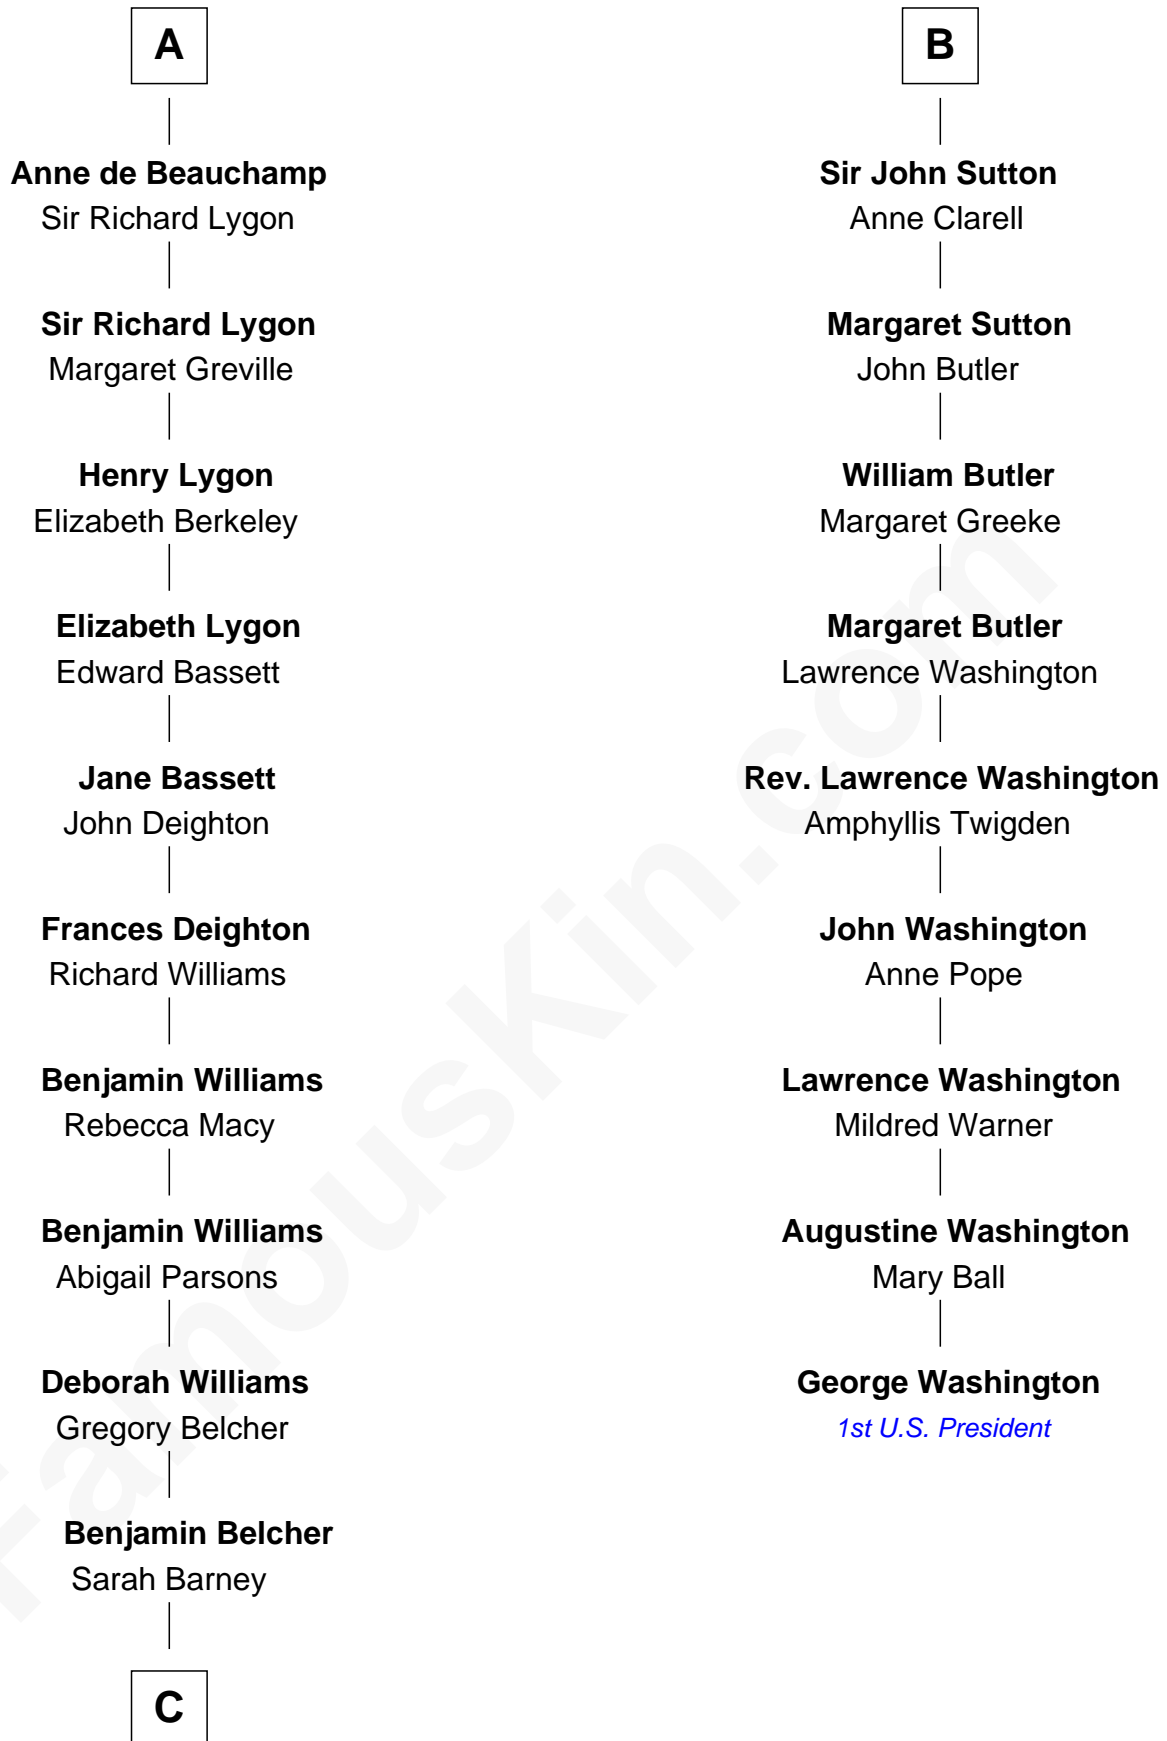 A
Anne de Beauchamp
Sir Richard Lygon
Sir Richard Lygon
Margaret Greville
Henry Lygon
Elizabeth Berkeley
Elizabeth Lygon
Edward Bassett
Jane Bassett
John Deighton
Frances Deighton
Richard Williams
Benjamin Williams
Rebecca Macy
Benjamin Williams
Abigail Parsons
Deborah Williams
Gregory Belcher
Benjamin Belcher
Sarah Barney
C
B
Sir John Sutton
Anne Clarell
Margaret Sutton
John Butler
William Butler
Margaret Greeke
Margaret Butler
Lawrence Washington
Rev. Lawrence Washington
Amphyllis Twigden
John Washington
Anne Pope
Lawrence Washington
Mildred Warner
Augustine Washington
Mary Ball
George Washington
1st U.S. President
FamousKin.com